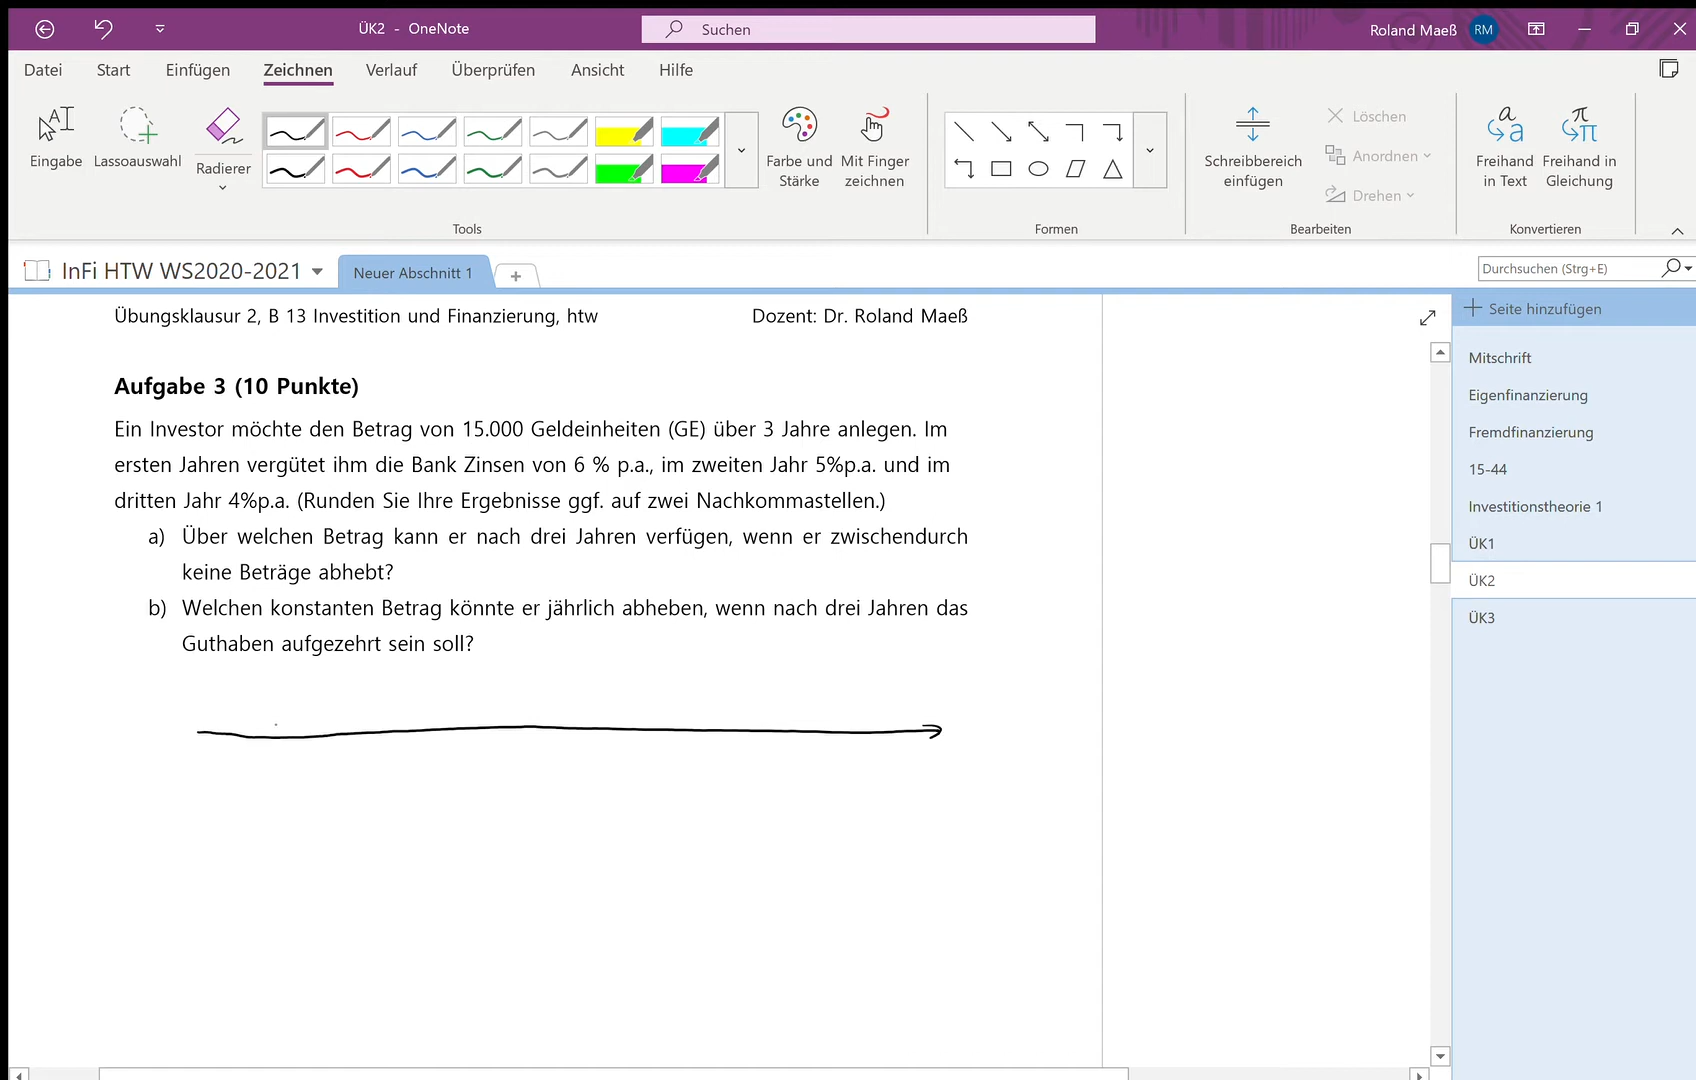 ÜK2 - OneNote
Suchen
Roland Maeß
RM
Datei Start Einfügen Zeichnen Verlauf Überprüfen Ansicht Hilfe
Eingabe
Lassoauswahl
Radierer
Farbe und
Stärke
Mit Finger
zeichnen
Tools
Formen
Schreibbereich
einfügen
Löschen
Anordnen
Drehen
Bearbeiten
Freihand
in Text
Freihand in
Gleichung
Konvertieren
InFi HTW WS2020-2021
Neuer Abschnitt 1
Durchsuchen (Strg+E)
Übungsklausur 2, B 13 Investition und Finanzierung, htw Dozent: Dr. Roland Maeß
Aufgabe 3 (10 Punkte)
Ein Investor möchte den Betrag von 15.000 Geldeinheiten (GE) über 3 Jahre anlegen. Im
ersten Jahren vergütet ihm die Bank Zinsen von 6 % p.a., im zweiten Jahr 5%p.a. und im
dritten Jahr 4%p.a. (Runden Sie Ihre Ergebnisse ggf. auf zwei Nachkommastellen.)
a) Über welchen Betrag kann er nach drei Jahren verfügen, wenn er zwischendurch
keine Beträge abhebt?
b) Welchen konstanten Betrag könnte er jährlich abheben, wenn nach drei Jahren das
Guthaben aufgezehrt sein soll?
Seite hinzufügen
Mitschrift
Eigenfinanzierung
Fremdfinanzierung
15-44
Investitionstheorie 1
ÜK1
ÜK2
ÜK3